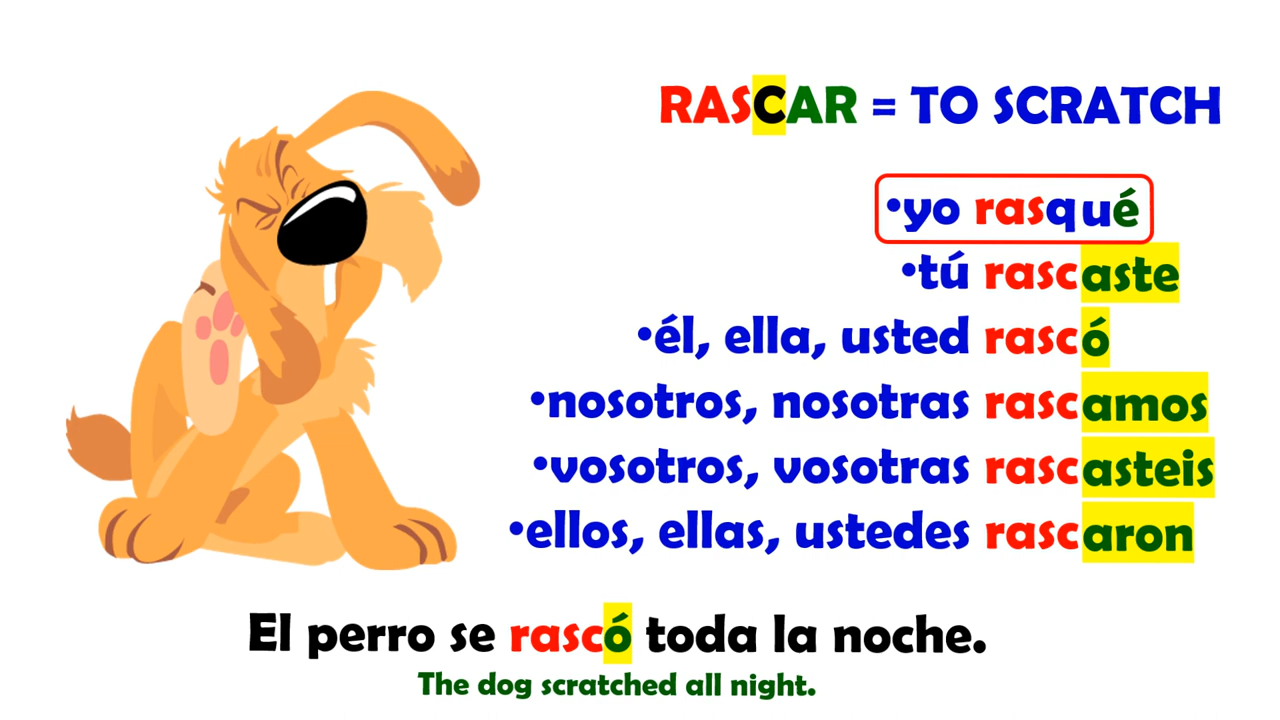 RASCAR = TO SCRATCH
•yo rasqué
•tú rascaste
•él, ella, usted rascó
•nosotros, nosotras rascamos
•vosotros, vosotras rascasteis
•ellos, ellas, ustedes rascaron
El perro se rascó toda la noche.
The dog scratched all night.